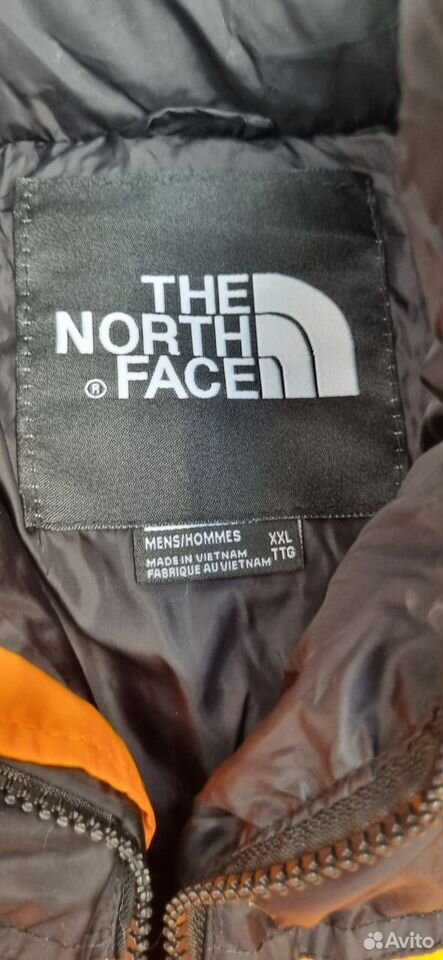 THE
NORTH
® FACE
MENS/HOMMES XXL
TTG
MADE IN VIETNAM
FABRIQUE AU VIETNAM
Avito